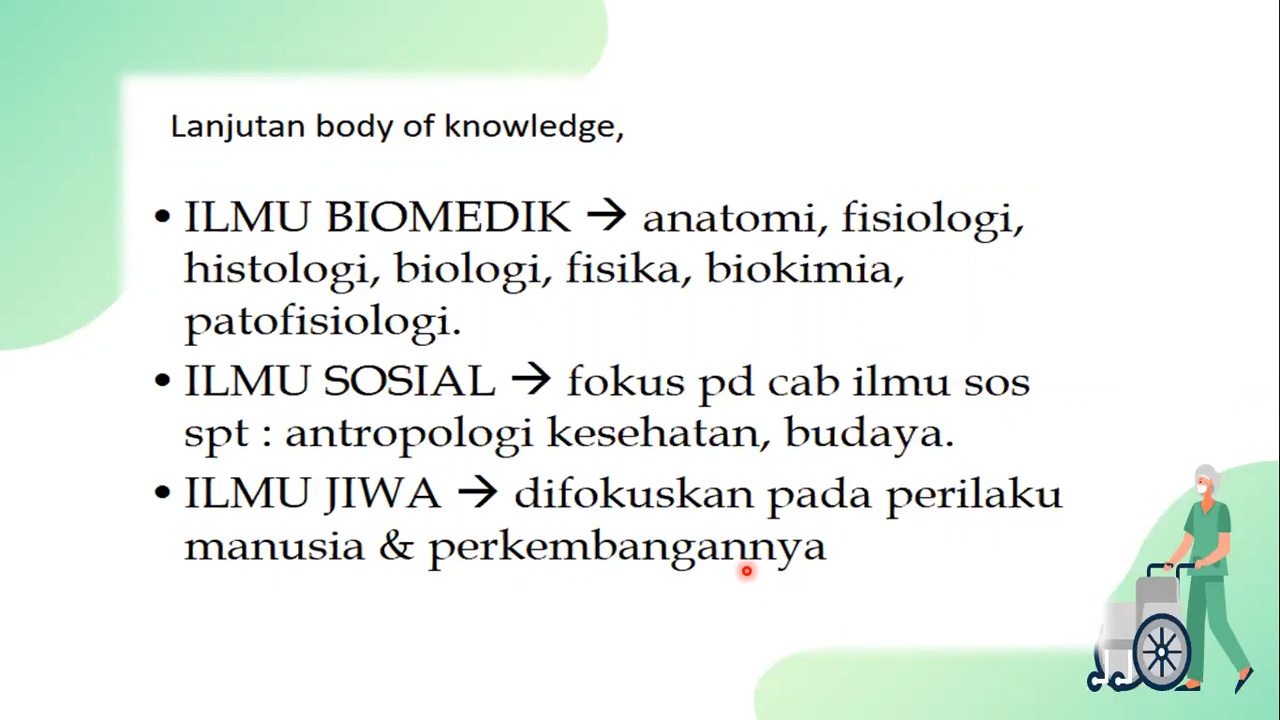 Lanjutan body of knowledge,
• ILMU BIOMEDIK → anatomi, fisiologi,
histologi, biologi, fisika, biokimia,
patofisiologi.
• ILMU SOSIAL → fokus pd cab ilmu sos
spt : antropologi kesehatan, budaya.
• ILMU JIWA → difokuskan pada perilaku
manusia & perkembangannya